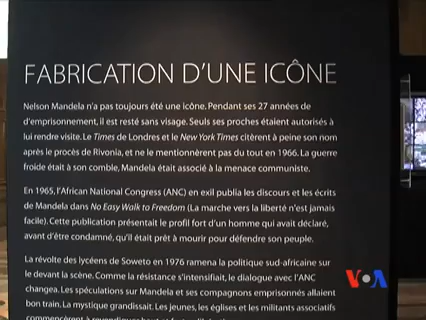 FABRICATION D'UNE ICÔNE
Nelson Mandela n'a pas toujours été une icône. Pendant ses 27 années de
d'emprisonnement, il est resté sans visage. Seuls ses proches étaient autorisés à
lui rendre visite. Le Times de Londres et le New York Times citèrent à peine son nom
après le procès de Rivonia, et ne le mentionnèrent pas du tout en 1966. La guerre
froide était à son comble. Mandela était associé à la menace communiste.
En 1965, l'African National Congress (ANC) en exil publia les discours et les écrits
de Mandela dans No Easy Walk to Freedom (La marche vers la liberté n'est jamais
facile). Cette publication présentait le profil fort d'un homme qui avait déclaré,
avant d'être condamné, qu'il était prêt à mourir pour défendre son peuple.
La révolte des lycéens de Soweto en 1976 ramena la politique sud-africaine sur
le devant la scène. Comme la résistance s'intensifiait, le dialogue avec l'ANC
changea. Les spéculations sur Mandela et ses compagnons emprisonnés allaient
bon train. La mystique grandissait. Les jeunes, les églises et les militants associatifs
commencèrent à
VOA